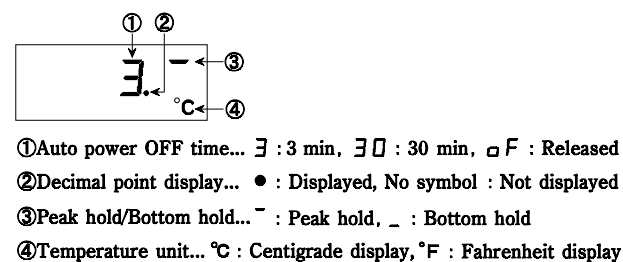 ① ②
3. ‾ ③
°C ④
①Auto power OFF time... 3 : 3 min, 30 : 30 min, oF : Released
②Decimal point display... ● : Displayed, No symbol : Not displayed
③Peak hold/Bottom hold... ‾ : Peak hold, _ : Bottom hold
④Temperature unit... °C : Centigrade display, °F : Fahrenheit display